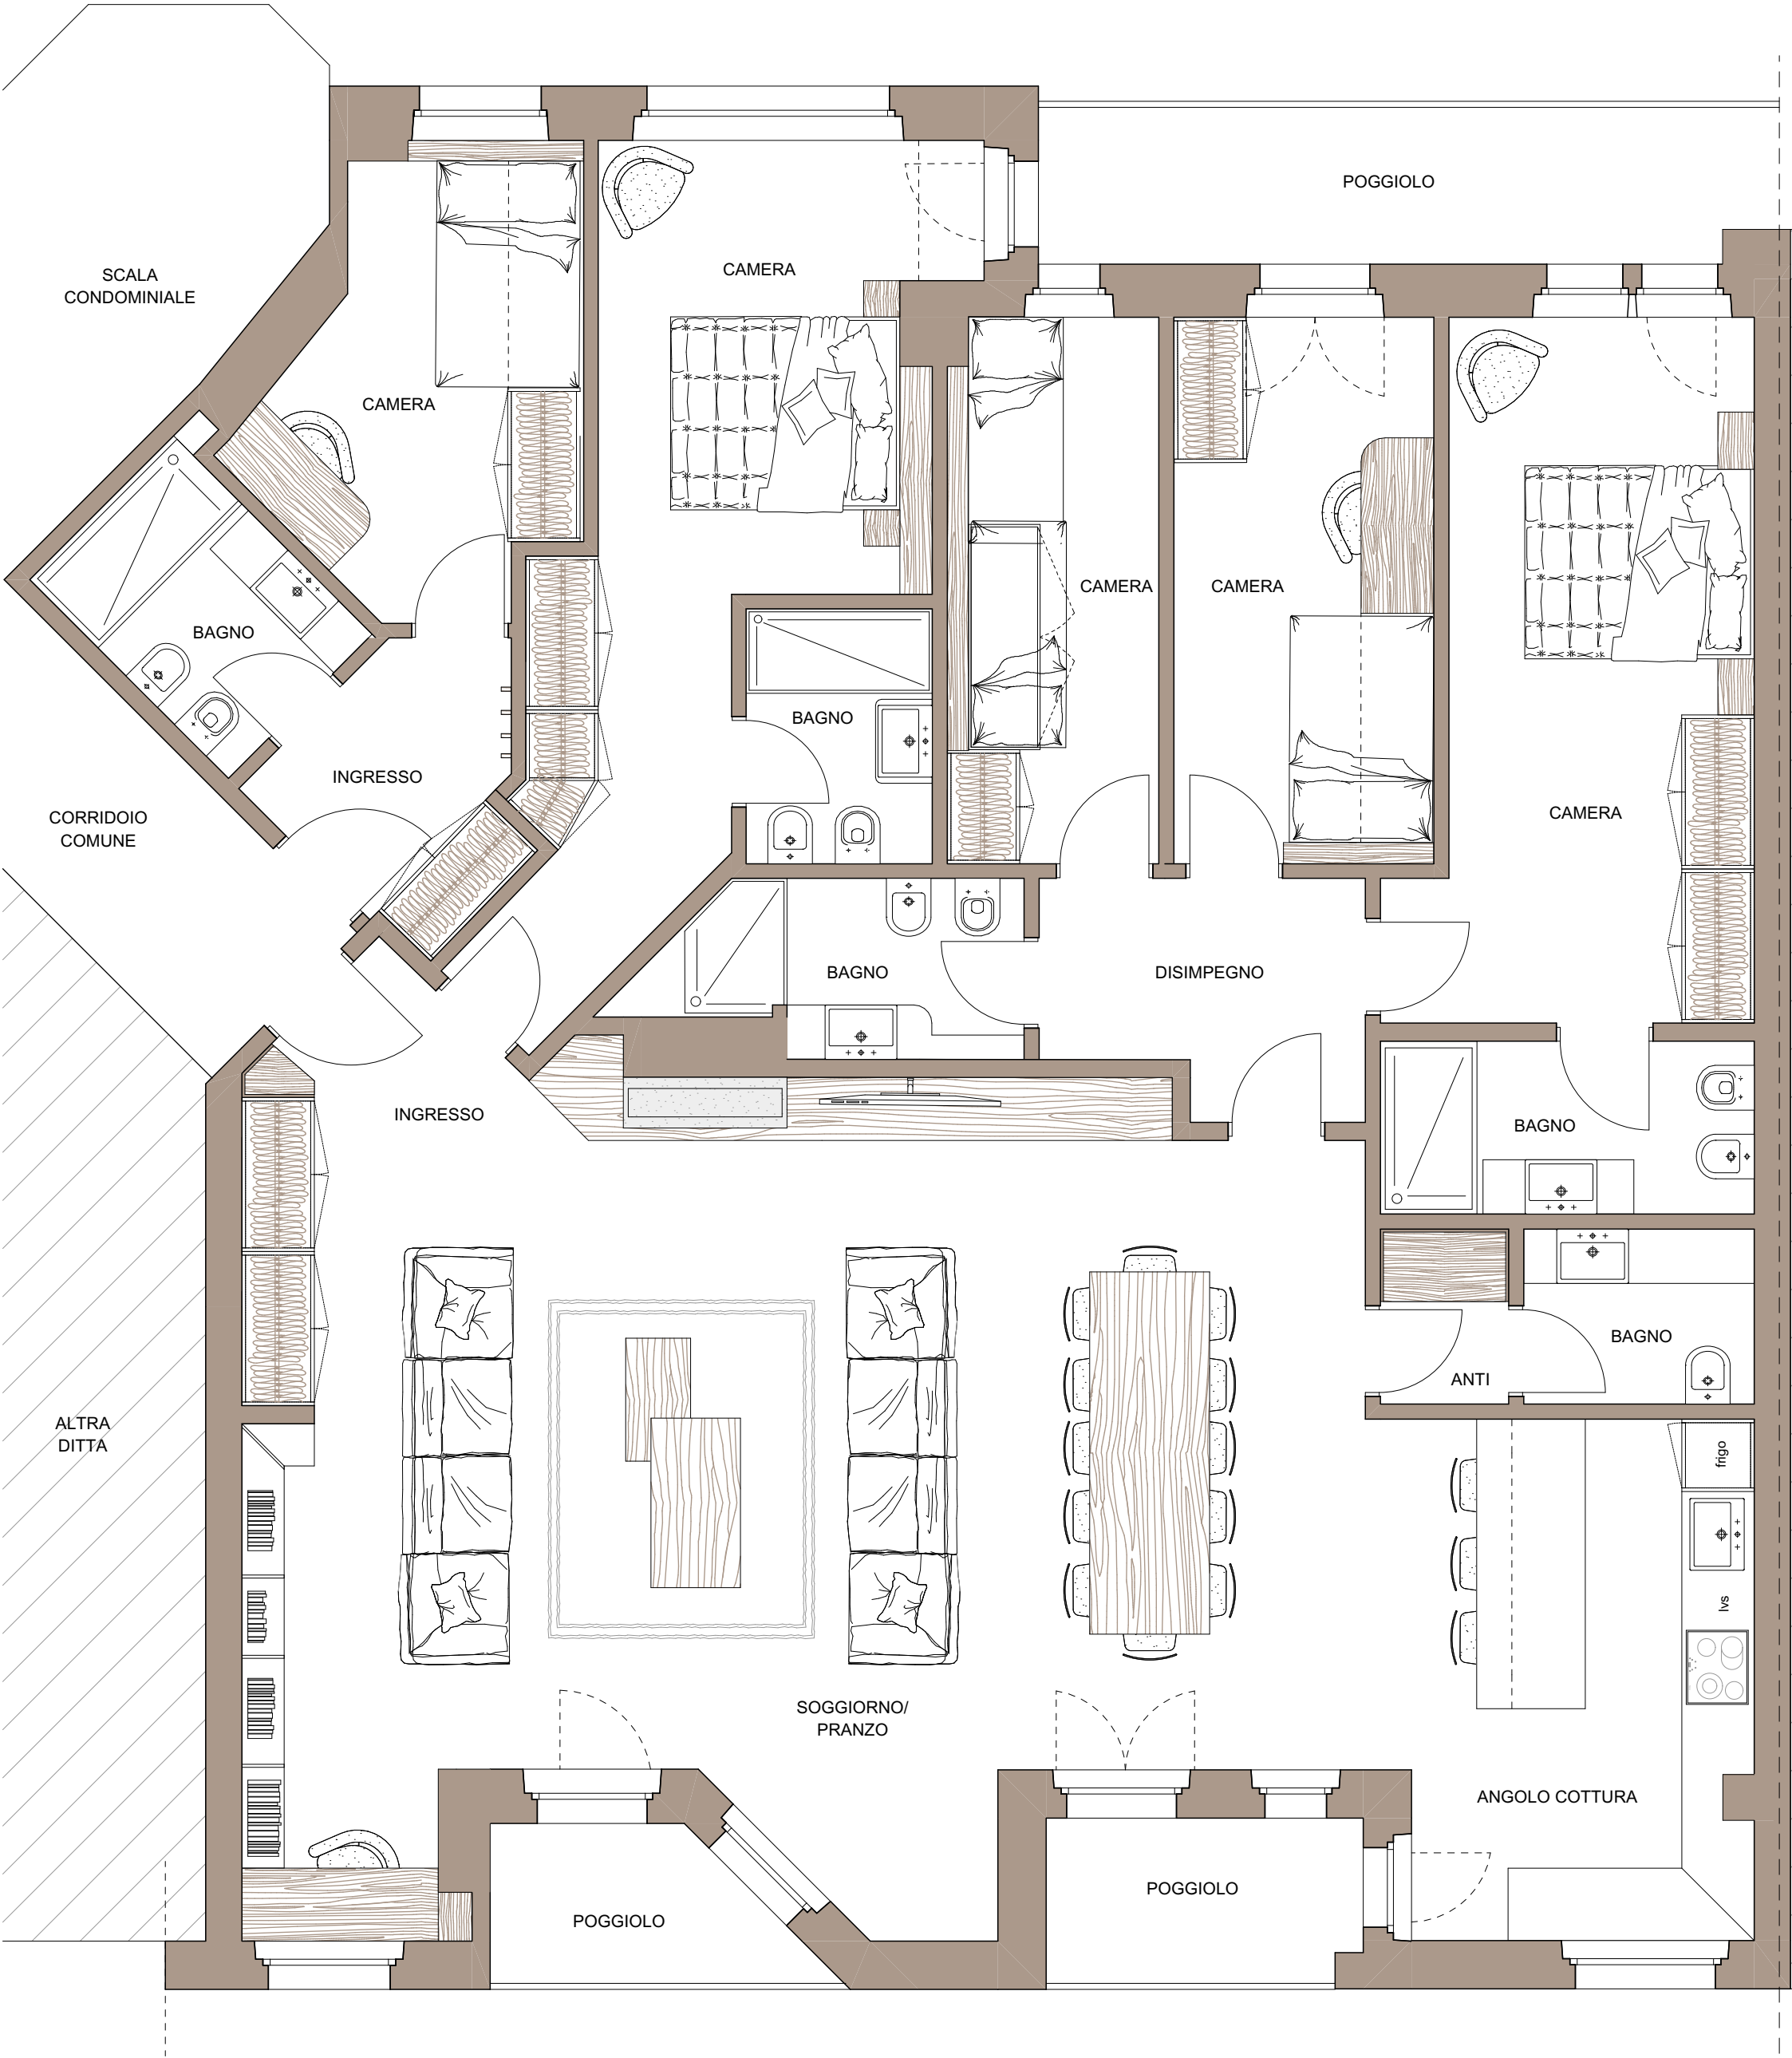 POGGIOLO
SCALA
CONDOMINIALE
CAMERA
CAMERA
CAMERA
CAMERA
BAGNO
BAGNO
INGRESSO
CORRIDOIO
COMUNE
CAMERA
BAGNO
DISIMPEGNO
INGRESSO
BAGNO
BAGNO
ANTI
ALTRA
DITTA
frigo
lvs
SOGGIORNO/
PRANZO
ANGOLO COTTURA
POGGIOLO
POGGIOLO